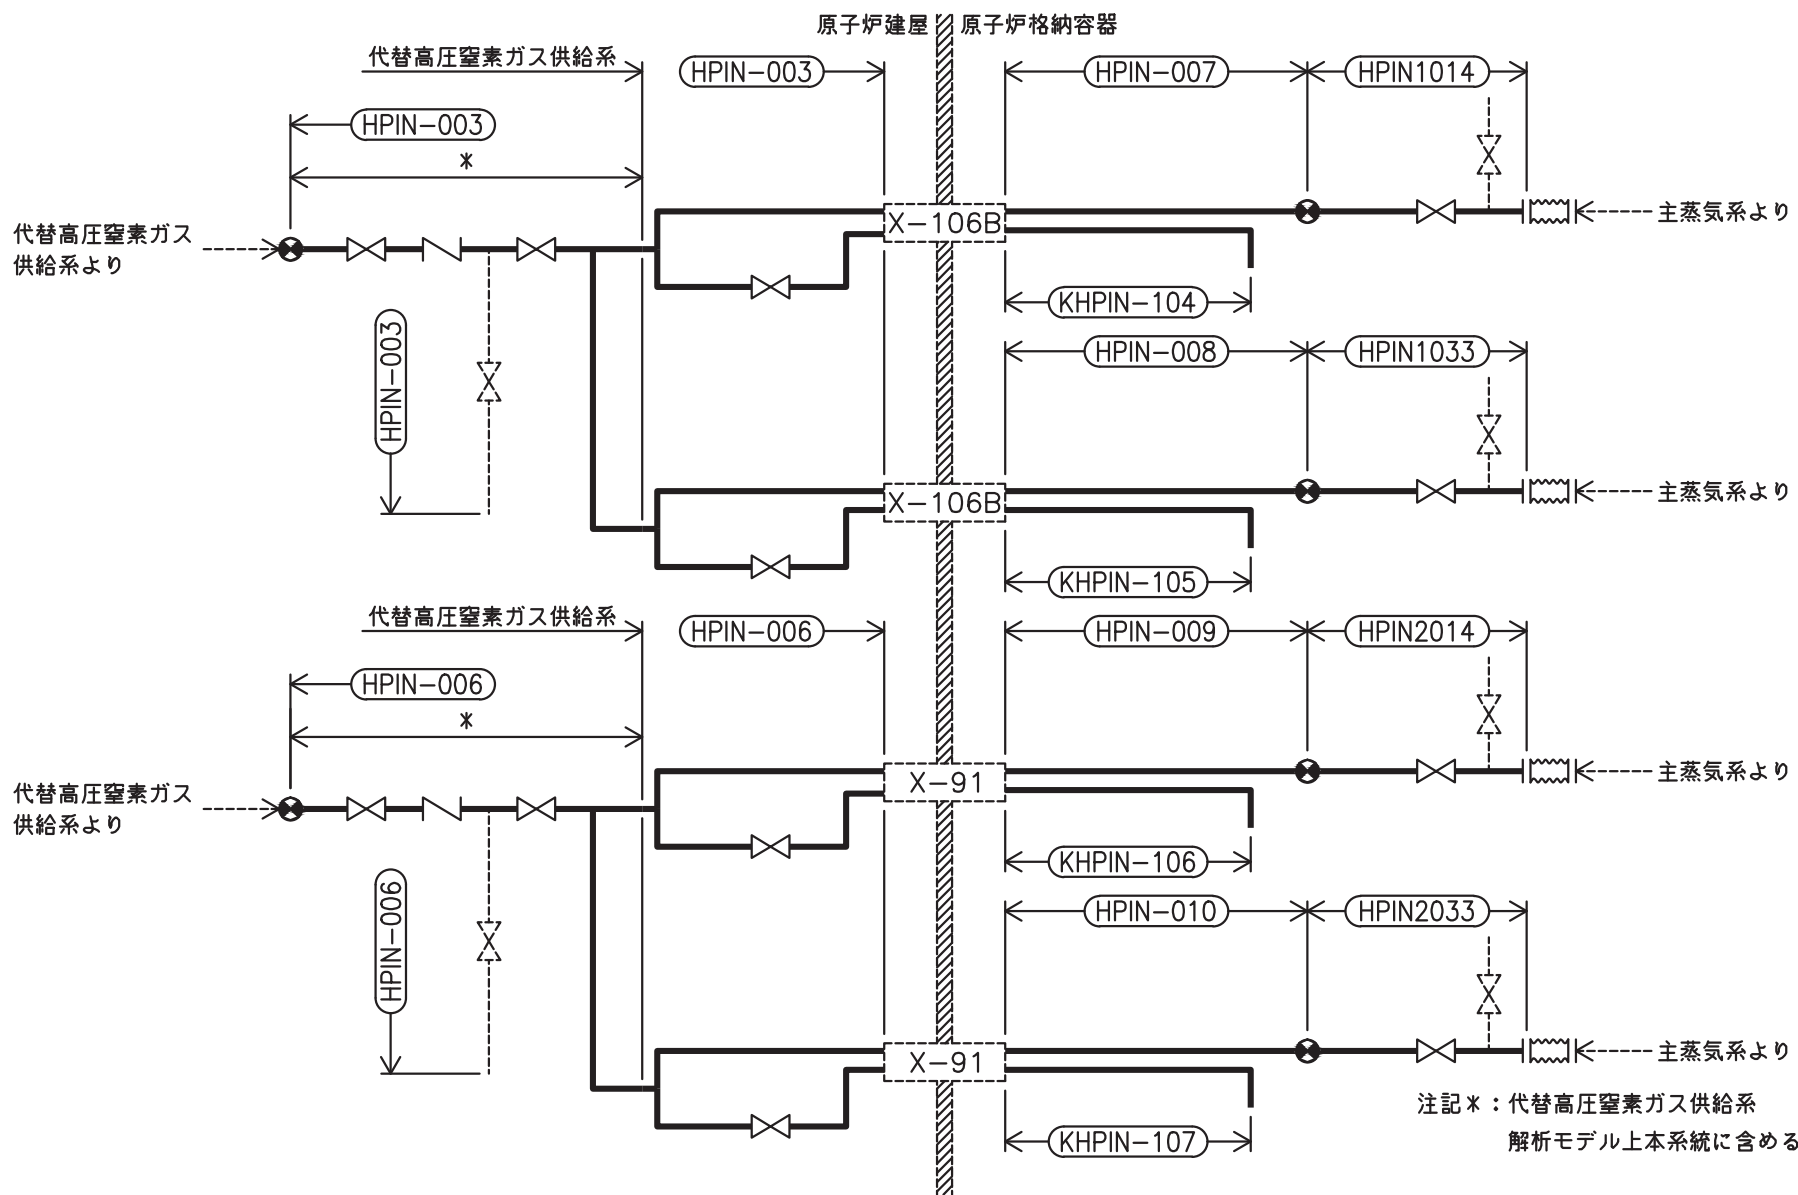 原子炉建屋
原子炉格納容器
代替高圧窒素ガス供給系
HPIN-003
HPIN-007
HPIN1014
HPIN-003
*
代替高圧窒素ガス
供給系より
X-106B
主蒸気系より
KHPIN-104
HPIN-003
HPIN-008
HPIN1033
X-106B
主蒸気系より
KHPIN-105
代替高圧窒素ガス供給系
HPIN-006
HPIN-009
HPIN2014
HPIN-006
*
代替高圧窒素ガス
供給系より
X-91
主蒸気系より
KHPIN-106
HPIN-006
HPIN-010
HPIN2033
X-91
主蒸気系より
KHPIN-107
注記*：代替高圧窒素ガス供給系
解析モデル上本系統に含める